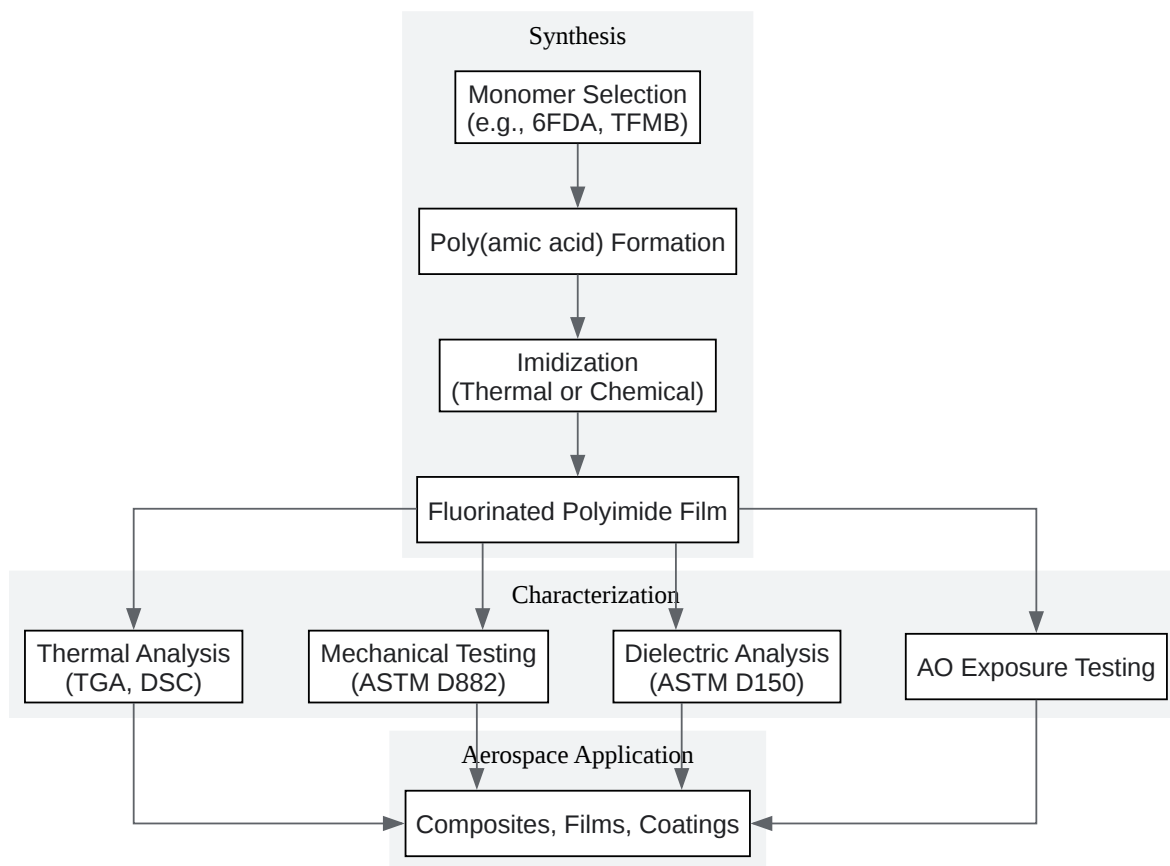 Synthesis
Monomer Selection
(e.g., 6FDA, TFMB)
Poly(amic acid) Formation
Imidization
(Thermal or Chemical)
Fluorinated Polyimide Film
Characterization
Thermal Analysis
(TGA, DSC)
Mechanical Testing
(ASTM D882)
Dielectric Analysis
(ASTM D150)
AO Exposure Testing
Aerospace Application
Composites, Films, Coatings